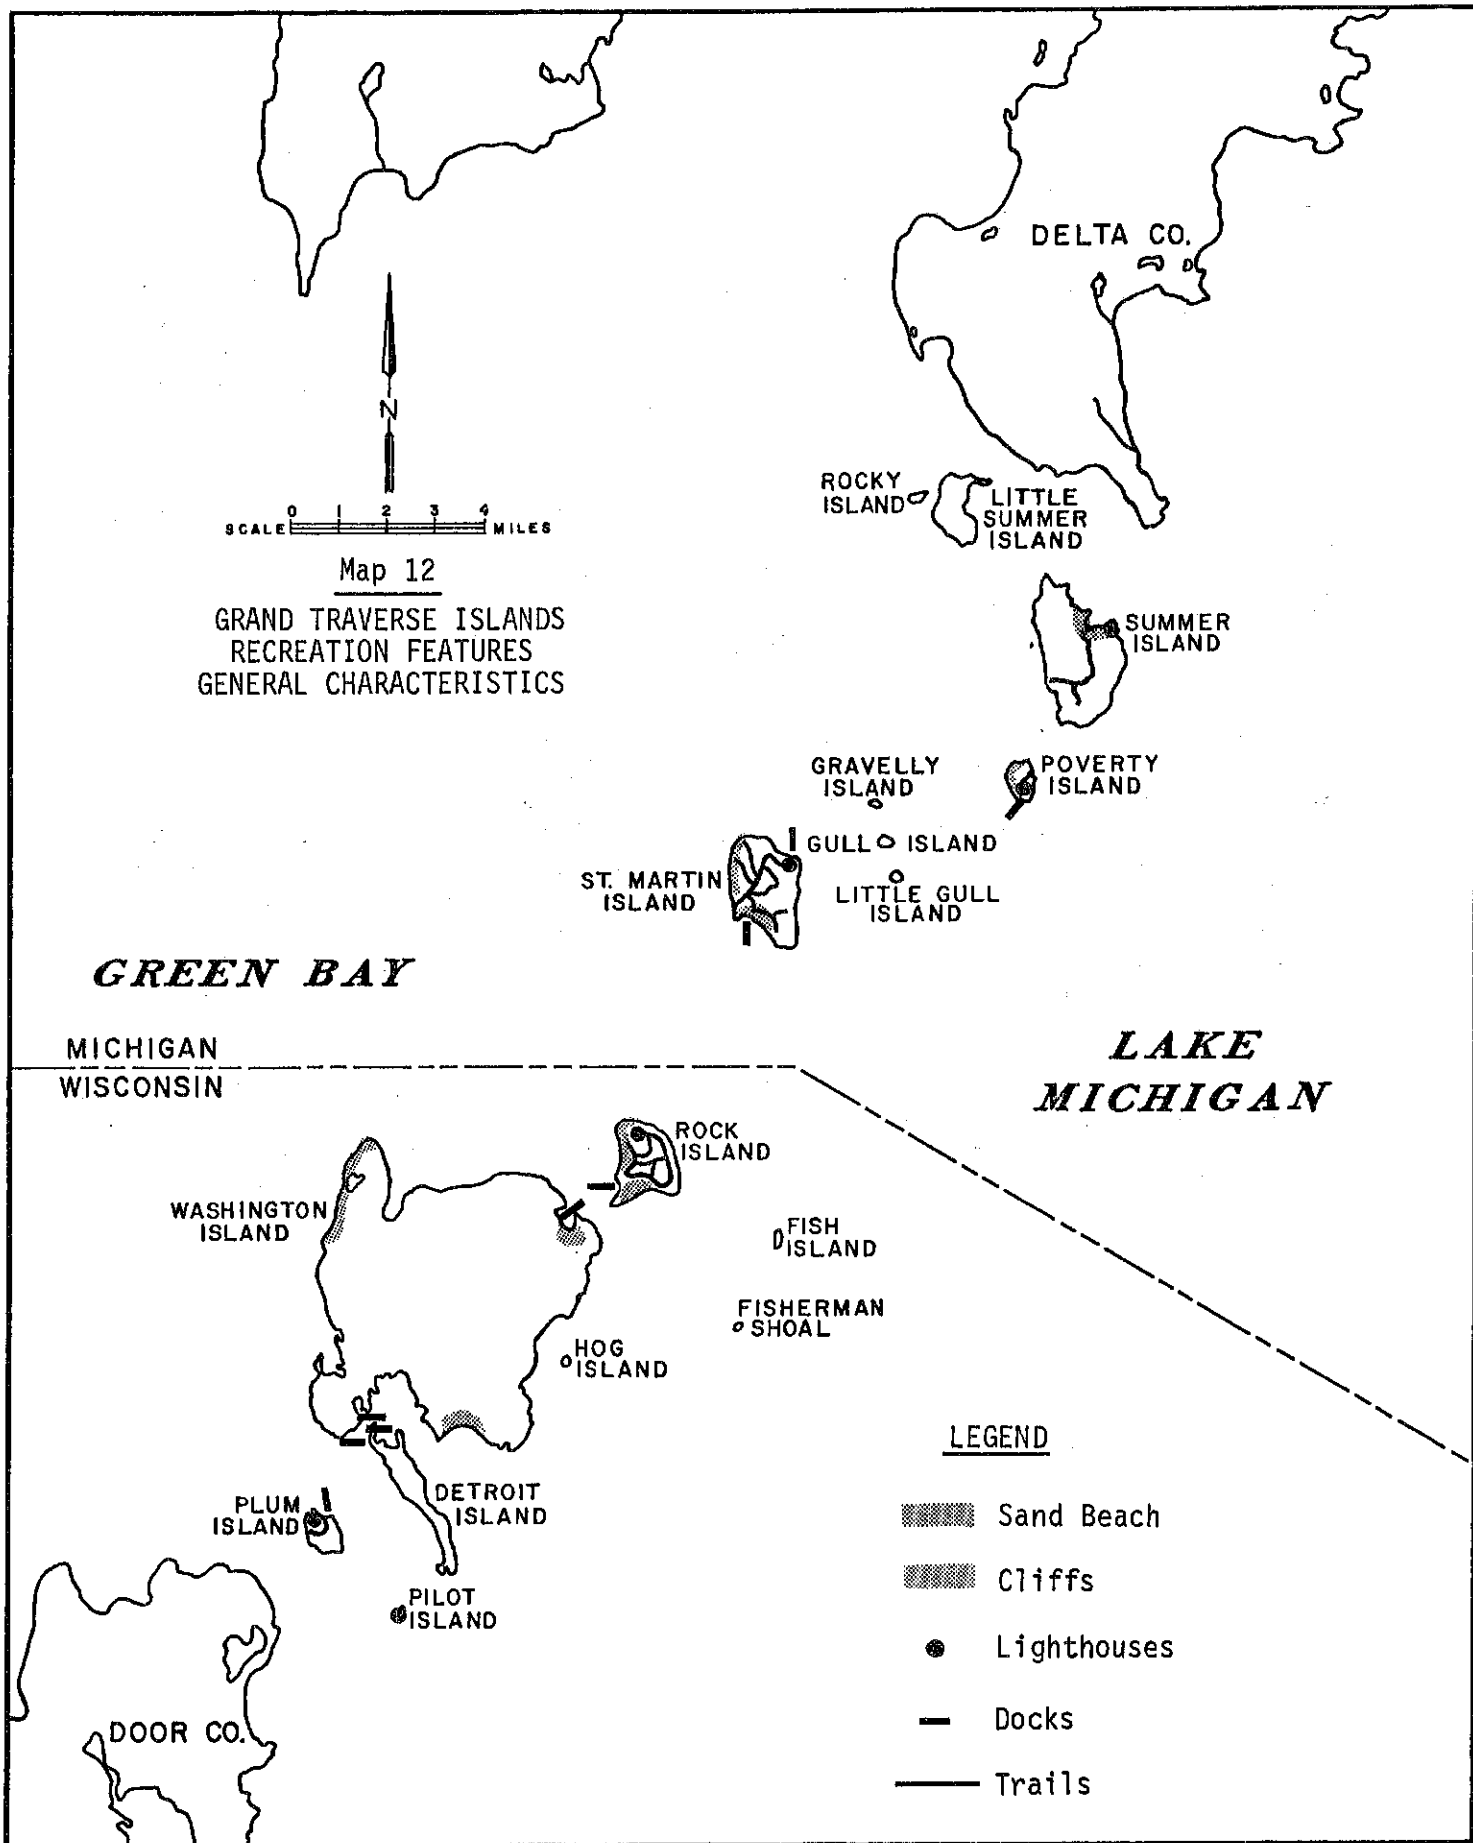 DELTA CO.
N
0 1 2 3 4
SCALE MILES
Map 12
GRAND TRAVERSE ISLANDS
RECREATION FEATURES
GENERAL CHARACTERISTICS
ROCKY
ISLAND
LITTLE
SUMMER
ISLAND
SUMMER
ISLAND
GRAVELLY
ISLAND
POVERTY
ISLAND
GULL ISLAND
ST. MARTIN
ISLAND
LITTLE GULL
ISLAND
GREEN BAY
LAKE
MICHIGAN
MICHIGAN
WISCONSIN
ROCK
ISLAND
WASHINGTON
ISLAND
FISH
ISLAND
FISHERMAN
SHOAL
HOG
ISLAND
DETROIT
ISLAND
PLUM
ISLAND
PILOT
ISLAND
DOOR CO.
LEGEND
Sand Beach
Cliffs
Lighthouses
Docks
Trails